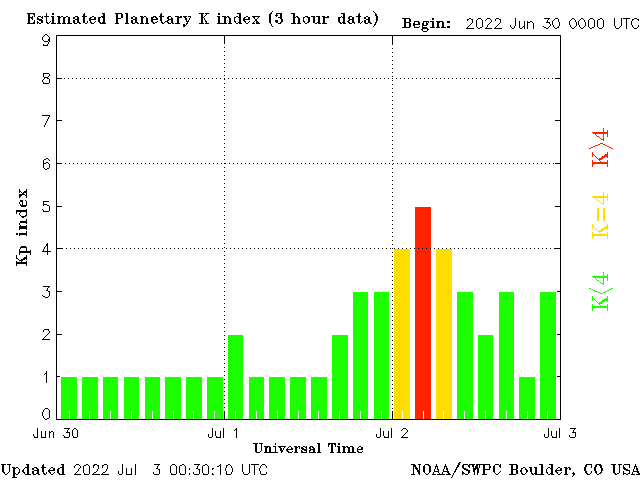 Estimated Planetary K index (3 hour data) Begin: 2022 Jun 30 0000 UTC
9
8
7
6
5
4
3
2
1
0
Kp index
K>4
K=4
K<4
Jun 30 Jul 1 Jul 2 Jul 3
Universal Time
Updated 2022 Jul 3 00:30:10 UTC NOAA/SWPC Boulder, CO USA